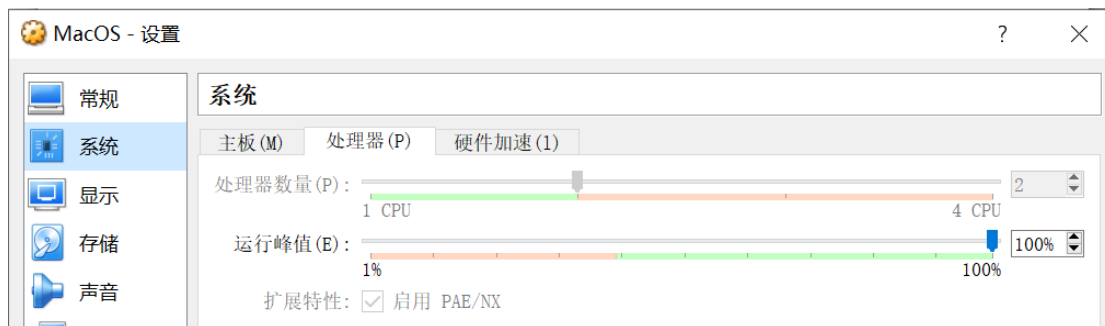 MacOS - 设置
?
常规
系统
显示
存储
声音
系统
主板(M) 处理器(P) 硬件加速(1)
处理器数量(P): 2
1 CPU 4 CPU
运行峰值(E): 100%
1% 100%
扩展特性: 启用 PAE/NX